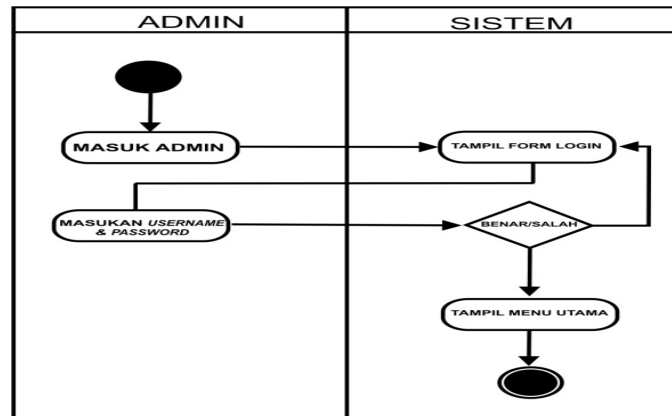 ADMIN
SISTEM
MASUK ADMIN
TAMPIL FORM LOGIN
MASUKAN USERNAME
& PASSWORD
BENAR/SALAH
TAMPIL MENU UTAMA